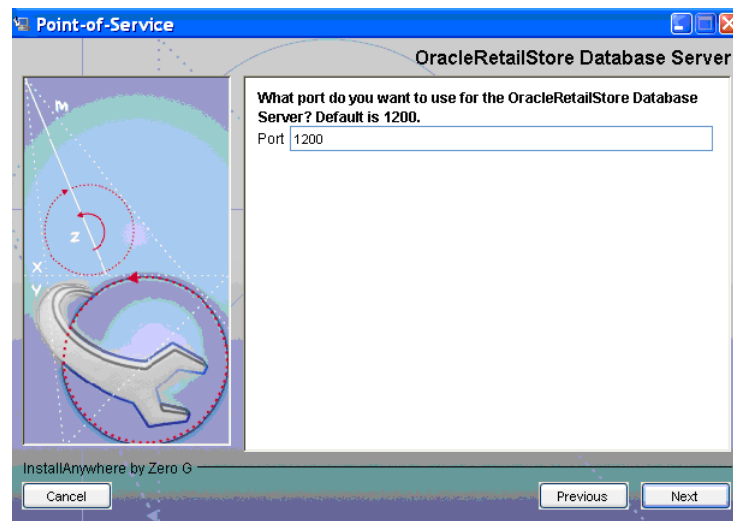 Point-of-Service
OracleRetailStore Database Server
What port do you want to use for the OracleRetailStore Database
Server? Default is 1200.
Port 1200
M
Z
X
Y
InstallAnywhere by Zero G
Cancel
Previous
Next